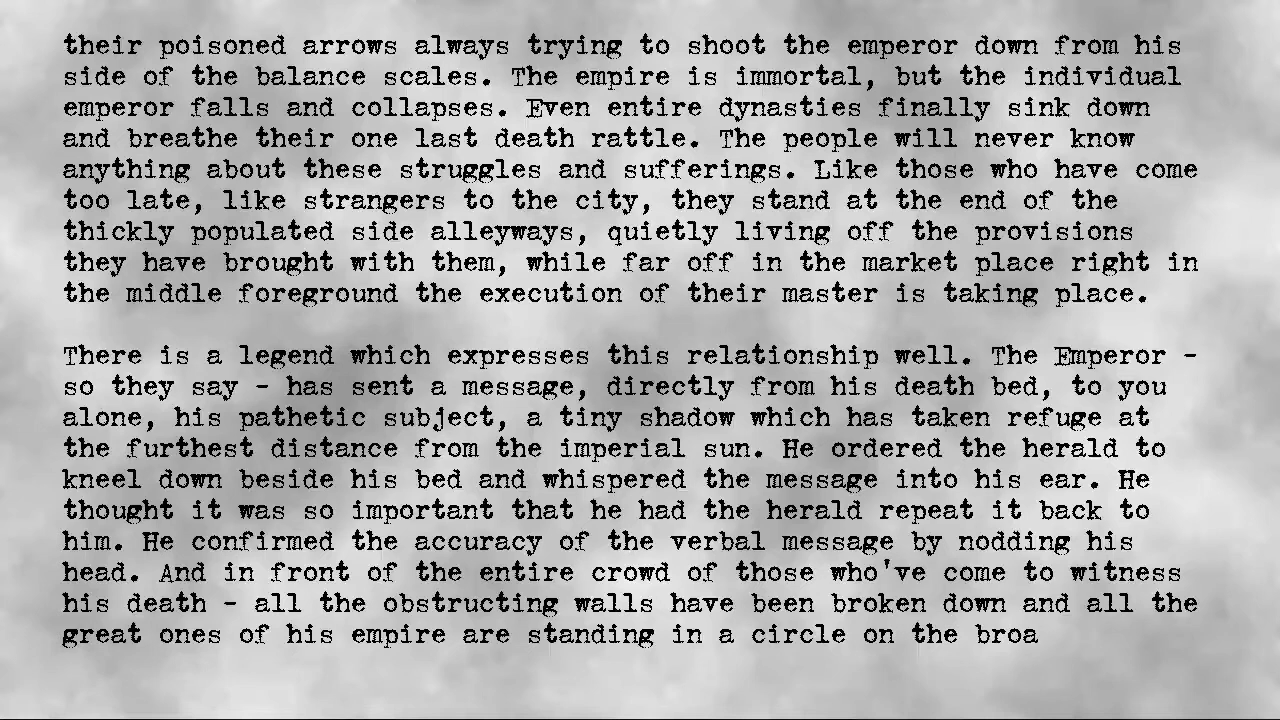 their poisoned arrows always trying to shoot the emperor down from his
side of the balance scales. The empire is immortal, but the individual
emperor falls and collapses. Even entire dynasties finally sink down
and breathe their one last death rattle. The people will never know
anything about these struggles and sufferings. Like those who have come
too late, like strangers to the city, they stand at the end of the
thickly populated side alleyways, quietly living off the provisions
they have brought with them, while far off in the market place right in
the middle foreground the execution of their master is taking place.

There is a legend which expresses this relationship well. The Emperor -
so they say - has sent a message, directly from his death bed, to you
alone, his pathetic subject, a tiny shadow which has taken refuge at
the furthest distance from the imperial sun. He ordered the herald to
kneel down beside his bed and whispered the message into his ear. He
thought it was so important that he had the herald repeat it back to
him. He confirmed the accuracy of the verbal message by nodding his
head. And in front of the entire crowd of those who've come to witness
his death - all the obstructing walls have been broken down and all the
great ones of his empire are standing in a circle on the broa